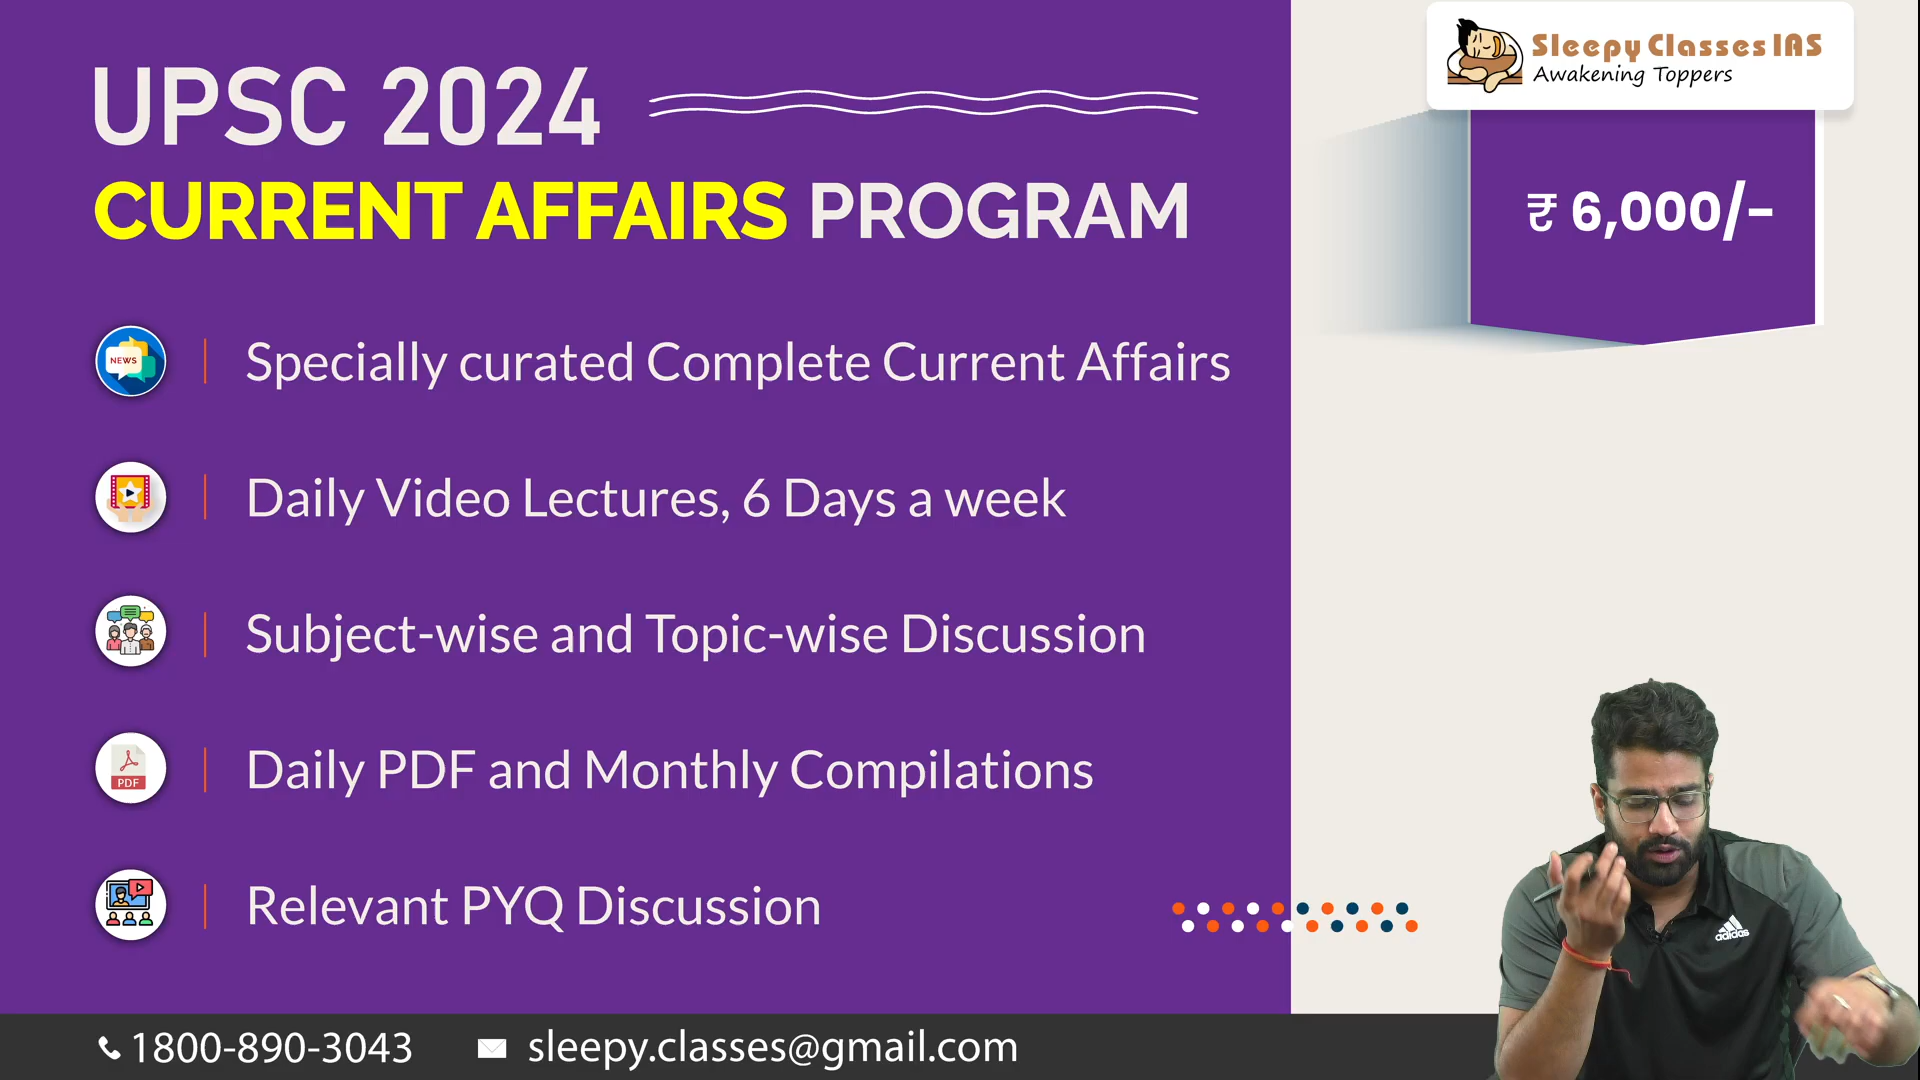 Sleepy Classes IAS
Awakening Toppers
UPSC 2024
CURRENT AFFAIRS PROGRAM
₹ 6,000/-
NEWS
Specially curated Complete Current Affairs
Daily Video Lectures, 6 Days a week
Subject-wise and Topic-wise Discussion
PDF
Daily PDF and Monthly Compilations
Relevant PYQ Discussion
adidas
1800-890-3043
sleepy.classes@gmail.com